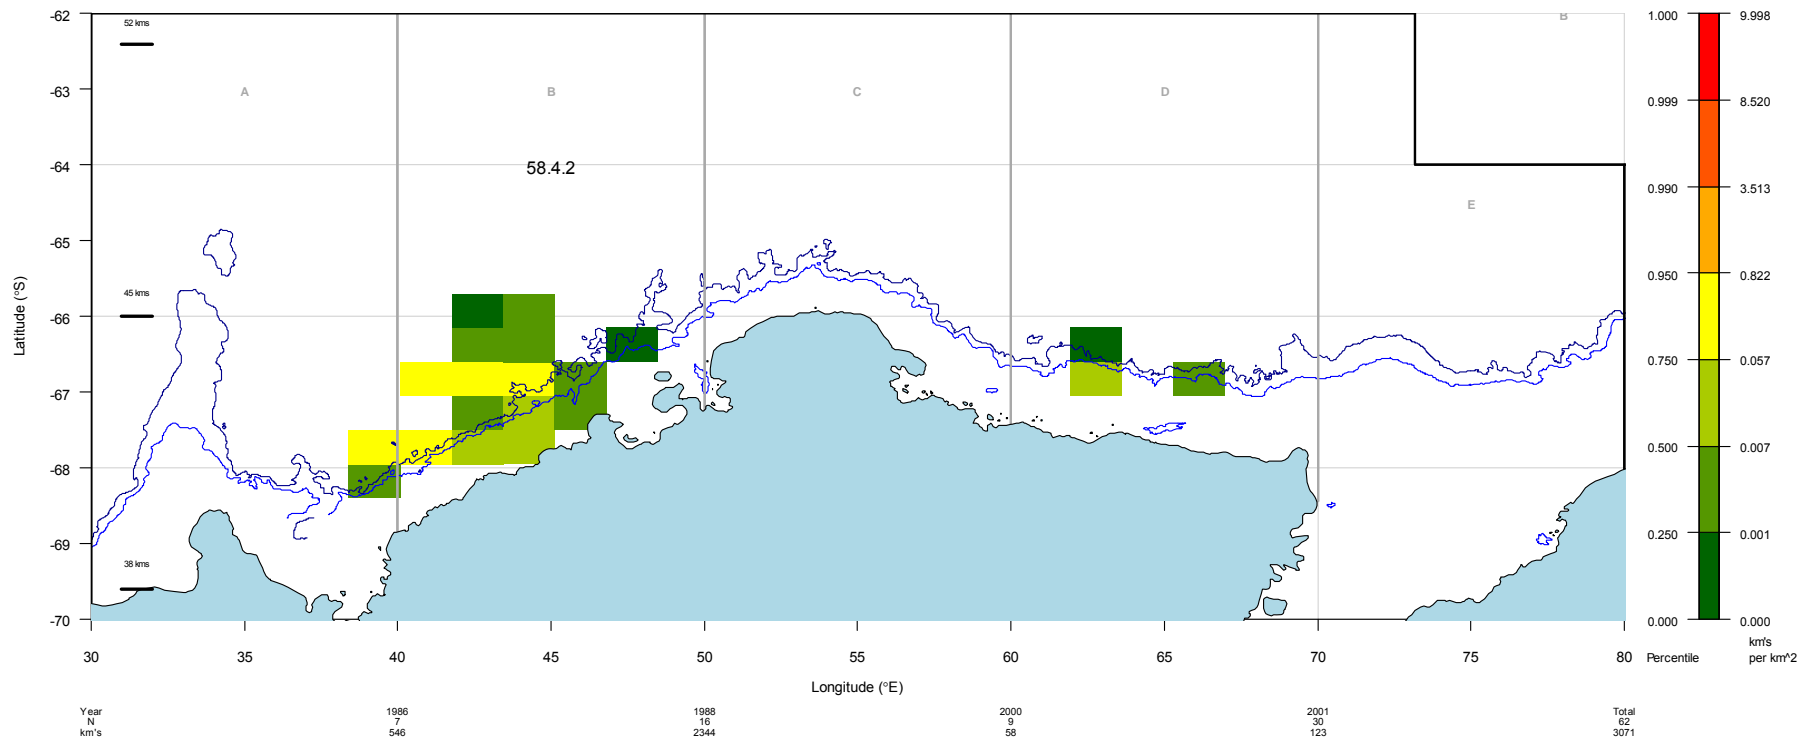 -62
52 kms
B
1.000
9.998
-63
A
B
C
D
0.999
8.520
-64
58.4.2
0.990
3.513
E
-65
Latitude (°S)
0.950
0.822
45 kms
-66
0.750
0.057
-67
0.500
0.007
-68
0.250
0.001
-69
38 kms
-70
0.000
0.000
30
35
40
45
50
55
60
65
70
75
80
Percentile
km's
per km^2
Longitude (°E)
Year 1986 1988 2000 2001 Total
N 7 16 9 30 62
km's 546 2344 58 123 3071